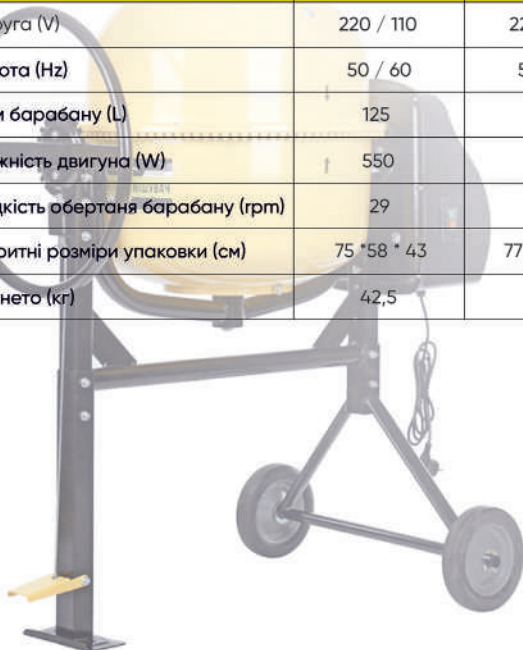 руга (V) 220 / 110 22
ота (Hz) 50 / 60 5
м барабану (L) 125
жність двигуна (W) 550
дкість обертаня барабану (rpm) 29
ритні розміри упаковки (см) 75 *58 * 43 77
нето (кг) 42,5